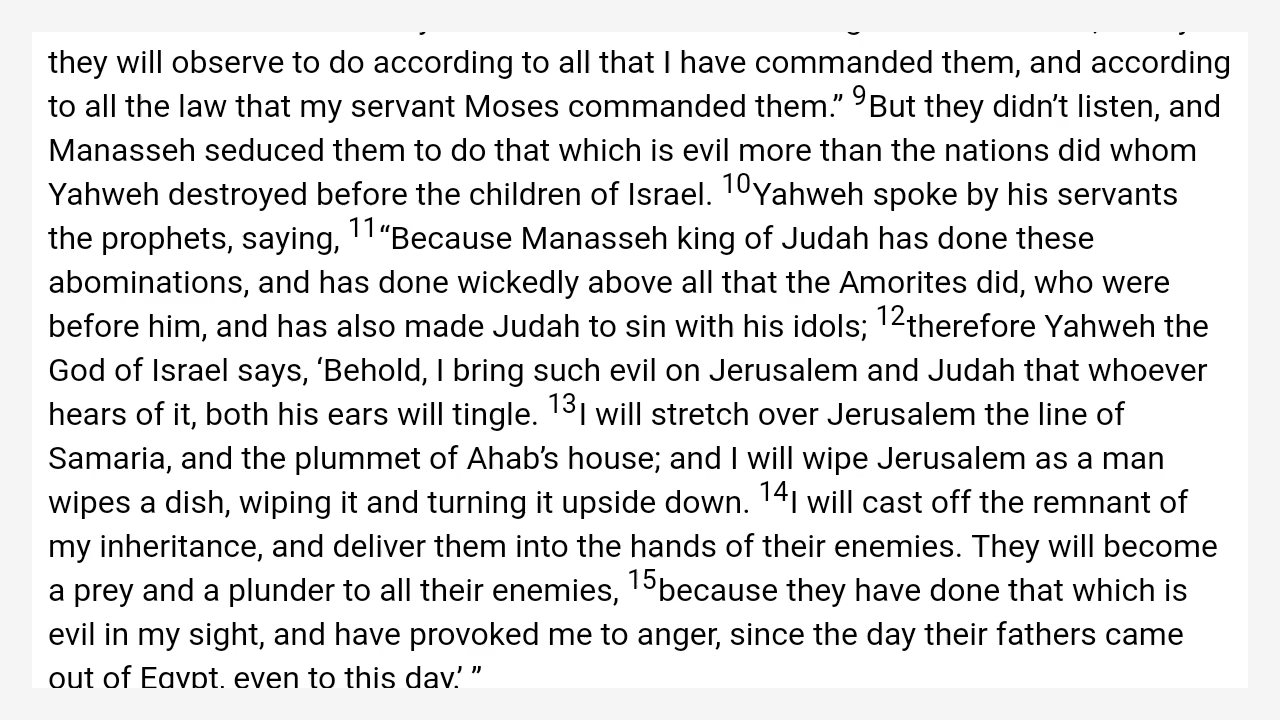 they will observe to do according to all that I have commanded them, and according
to all the law that my servant Moses commanded them.” 9But they didn’t listen, and
Manasseh seduced them to do that which is evil more than the nations did whom
Yahweh destroyed before the children of Israel. 10Yahweh spoke by his servants
the prophets, saying, 11“Because Manasseh king of Judah has done these
abominations, and has done wickedly above all that the Amorites did, who were
before him, and has also made Judah to sin with his idols; 12therefore Yahweh the
God of Israel says, ‘Behold, I bring such evil on Jerusalem and Judah that whoever
hears of it, both his ears will tingle. 13I will stretch over Jerusalem the line of
Samaria, and the plummet of Ahab’s house; and I will wipe Jerusalem as a man
wipes a dish, wiping it and turning it upside down. 14I will cast off the remnant of
my inheritance, and deliver them into the hands of their enemies. They will become
a prey and a plunder to all their enemies, 15because they have done that which is
evil in my sight, and have provoked me to anger, since the day their fathers came
out of Egypt, even to this day.’ ”